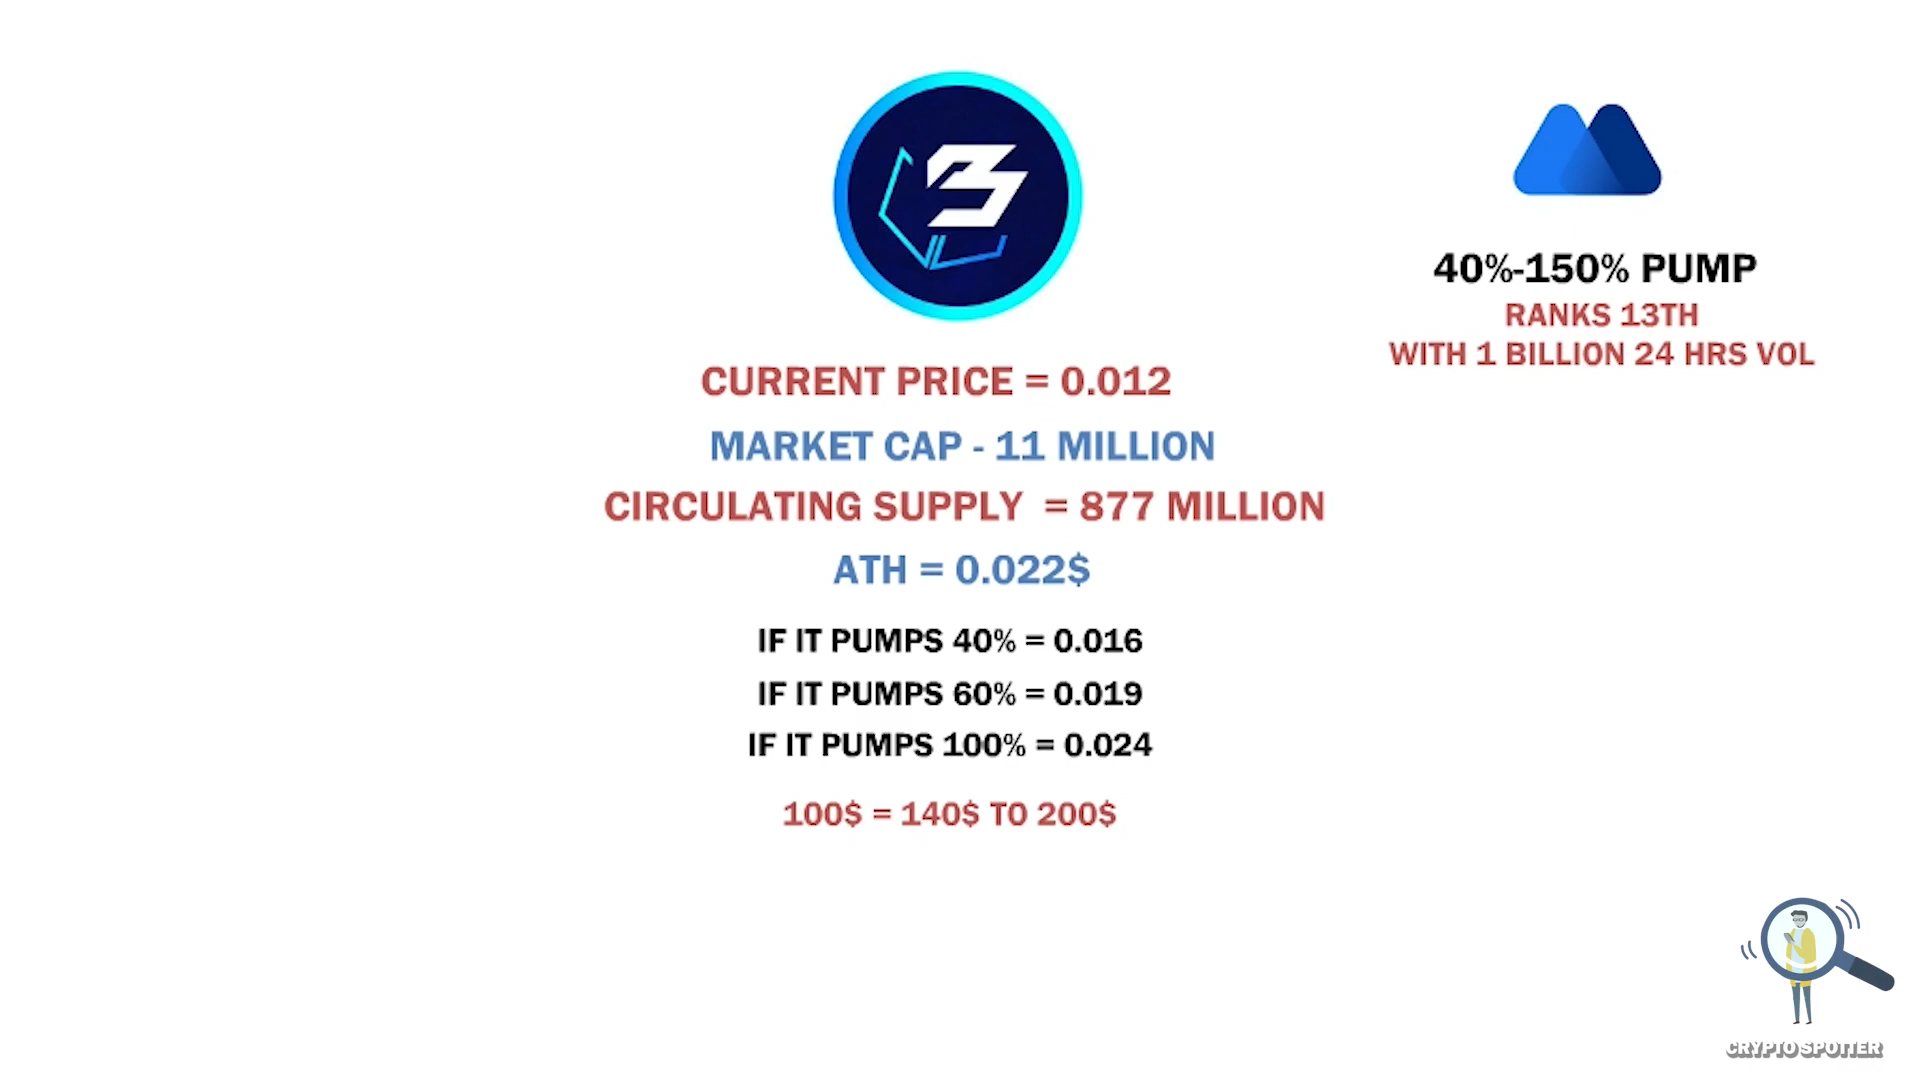 40%-150% PUMP
RANKS 13TH
WITH 1 BILLION 24 HRS VOL
CURRENT PRICE = 0.012
MARKET CAP - 11 MILLION
CIRCULATING SUPPLY = 877 MILLION
ATH = 0.022$
IF IT PUMPS 40% = 0.016
IF IT PUMPS 60% = 0.019
IF IT PUMPS 100% = 0.024
100$ = 140$ TO 200$
CRYPTO SPOTTER